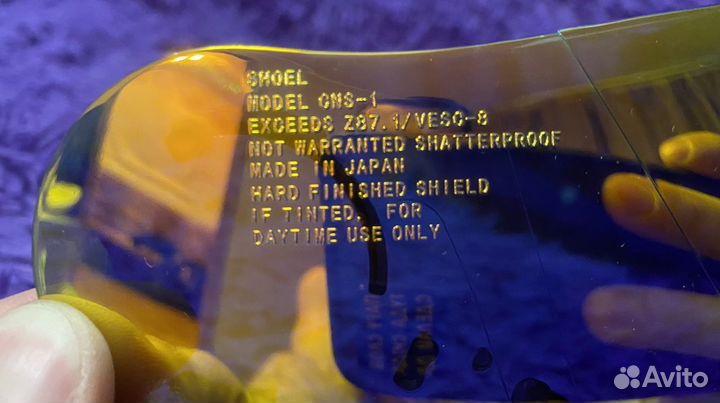 SHOEI
MODEL CNS-1
EXCEEDS Z87.1/VESC-8
NOT WARRANTED SHATTERPROOF
MADE IN JAPAN
HARD FINISHED SHIELD
IF TINTED, FOR
DAYTIME USE ONLY
Avito